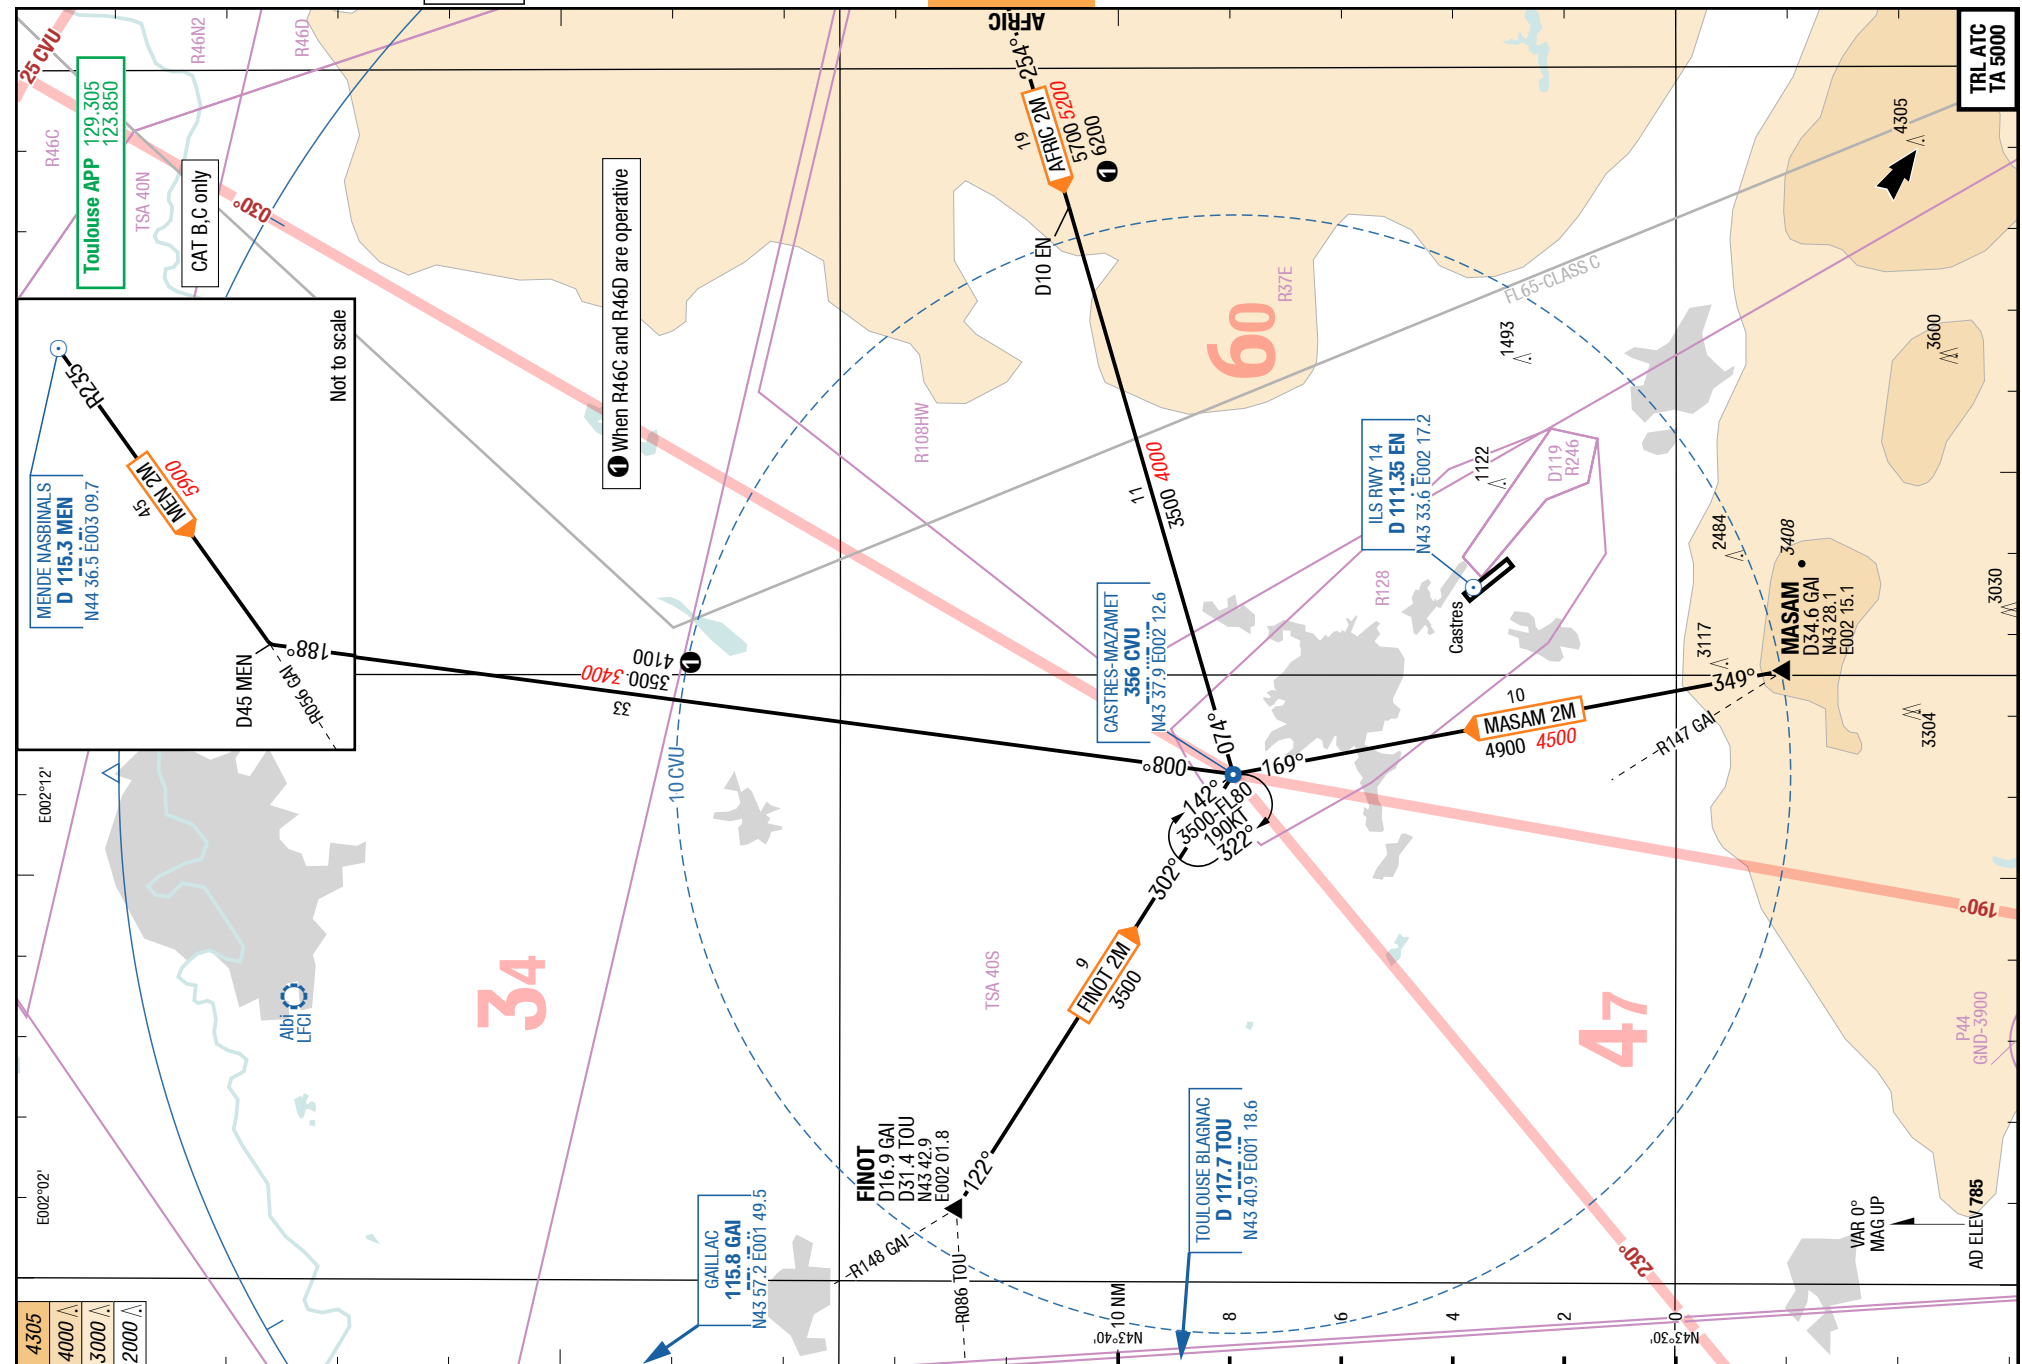 25 CVU
R46N2
R46D
R46C
Toulouse APP 129.305
123.850
TSA 40N
CAT B,C only
030°
AFRIC
254°
19
AFRIC 2M
5700 5200
6200
1
D10 EN
TRL ATC
TA 5000
4305
MENDE NASBINALS
D 115.3 MEN
N44 36.5 E003 09.7
R235
45
MEN 2M
5900
Not to scale
D45 MEN
188°
R056 GAI
1 When R46C and R46D are operative
R108HW
60
R37E
FL65-CLASS C
1493
3600
11
3500 4000
ILS RWY 14
D 111.35 EN
N43 33.6 E002 17.2
1122
D119
R246
2484
3408
3030
3117
R128
Castres
CASTRES-MAZAMET
356 CVU
N43 37.9 E002 12.6
3500 3400
4100
1
33
10 CVU
008°
074°
169°
10
MASAM 2M
4900 4500
349°
MASAM
D34.6 GAI
N43 28.1
E002 15.1
R147 GAI
3304
142°
3500-FL80
190KT
322°
302°
9
FINOT 2M
3500
122°
FINOT
D16.9 GAI
D31.4 TOU
N43 42.9
E002 01.8
R148 GAI
R086 TOU
TSA 40S
34
47
190°
230°
P44
GND-3900
E002°12'
E002°02'
Albi
LFCI
GAILLAC
115.8 GAI
N43 57.2 E001 49.5
TOULOUSE BLAGNAC
D 117.7 TOU
N43 40.9 E001 18.6
10 NM
8
6
4
2
0
N43°40'
N43°30'
VAR 0°
MAG UP
AD ELEV 785
4305
4000
3000
2000